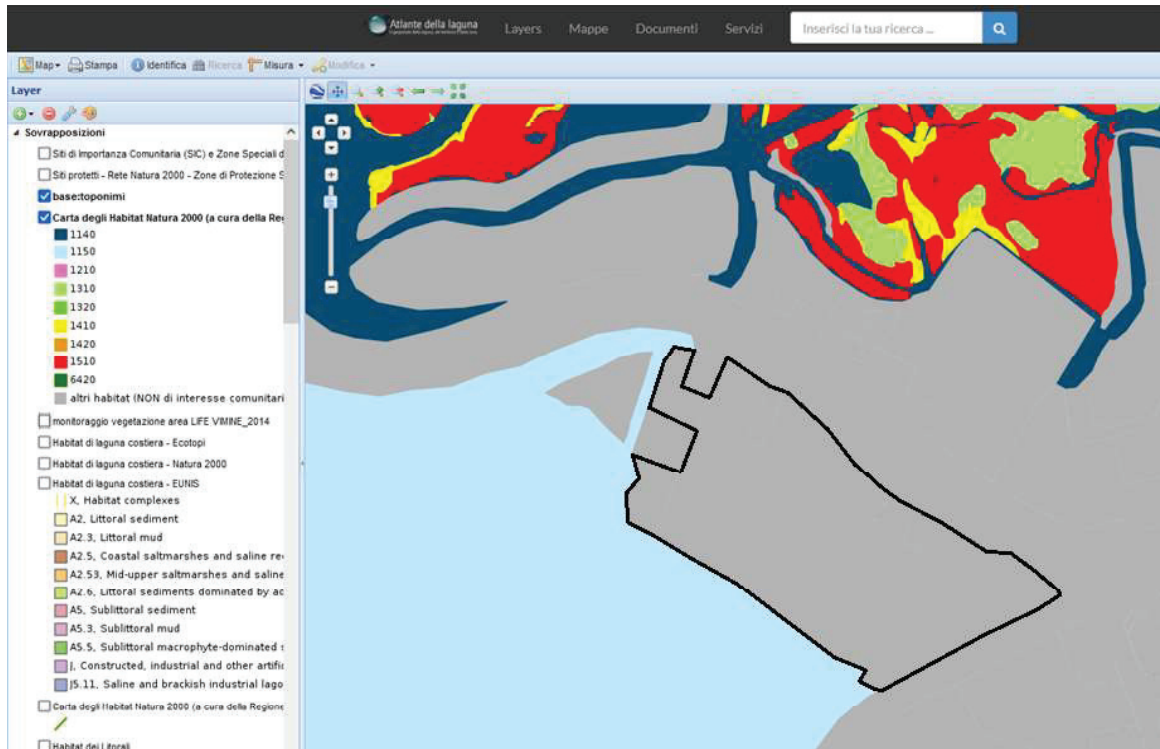 Atlante della laguna
Layers
Mappe
Documenti
Servizi
Inserisci la tua ricerca ...
Map
Stampa
Identifica
Ricerca
Misura
Modifica
Layer
Sovrapposizioni
Siti di Importanza Comunitaria (SIC) e Zone Speciali d
Siti protetti - Rete Natura 2000 - Zone di Protezione S
base:toponimi
Carta degli Habitat Natura 2000 (a cura della Reg
1140
1150
1210
1310
1320
1410
1420
1510
6420
altri habitat (NON di interesse comunitari
monitoraggio vegetazione area LIFE VIMINE_2014
Habitat di laguna costiera - Ecotopi
Habitat di laguna costiera - Natura 2000
Habitat di laguna costiera - EUNIS
X, Habitat complexes
A2, Littoral sediment
A2.3, Littoral mud
A2.5, Coastal saltmarshes and saline re
A2.53, Mid-upper saltmarshes and saline
A2.6, Littoral sediments dominated by ac
A5, Sublittoral sediment
A5.3, Sublittoral mud
A5.5, Sublittoral macrophyte-dominated s
J, Constructed, industrial and other artific
J5.11, Saline and brackish industrial lago
Carta degli Habitat Natura 2000 (a cura della Regione
Habitat dei Litorali